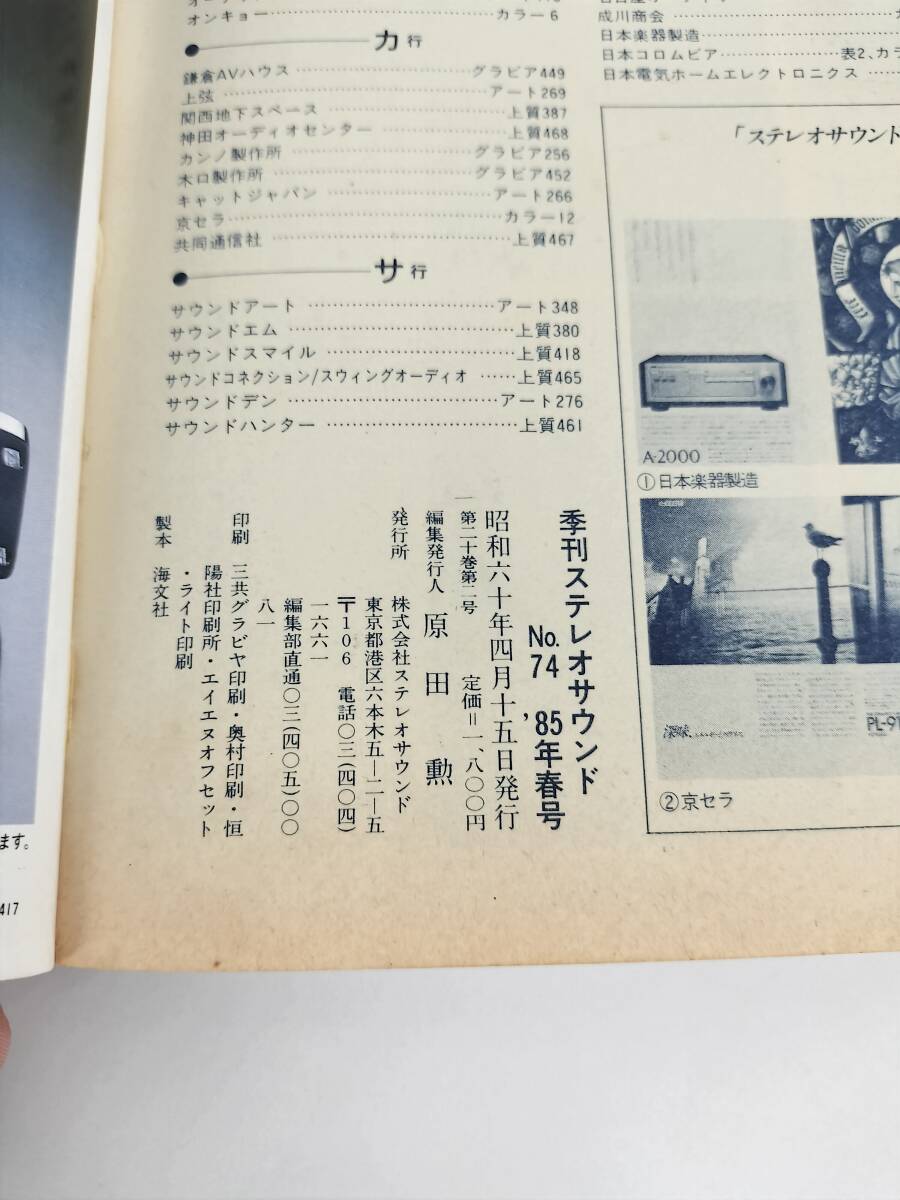 オンキョー カラー6
カ行
鎌倉AVハウス グラビア449
上弦 アート269
関西地下スペース 上質387
神田オーディオセンター 上質468
カンノ製作所 グラビア256
木口製作所 グラビア452
キャットジャパン アート266
京セラ カラー12
共同通信社 上質467
サ行
サウンドアート アート348
サウンドエム 上質380
サウンドスマイル 上質418
サウンドコネクション/スウィングオーディオ 上質465
サウンドデン アート276
サウンドハンター 上質461
成川商会
日本楽器製造
日本コロムビア 表2、カラ
日本電気ホームエレクトロニクス
「ステレオサウンド
A-2000
①日本楽器製造
PL-9
②京セラ
季刊ステレオサウンド
No.74 '85年春号
昭和六十年四月十五日発行
第二十巻第二号 定価=一、八〇〇円
編集発行人 原田 勲
発行所 株式会社ステレオサウンド
東京都港区六本木五―二―五
〒106 電話〇三(四〇四)
一六六一
編集部直通〇三(四〇五)〇〇
八一
印刷 三共グラビヤ印刷・奥村印刷・恒
陽社印刷所・エイエヌオフセット
・ライト印刷
製本 海文社
ます。
417